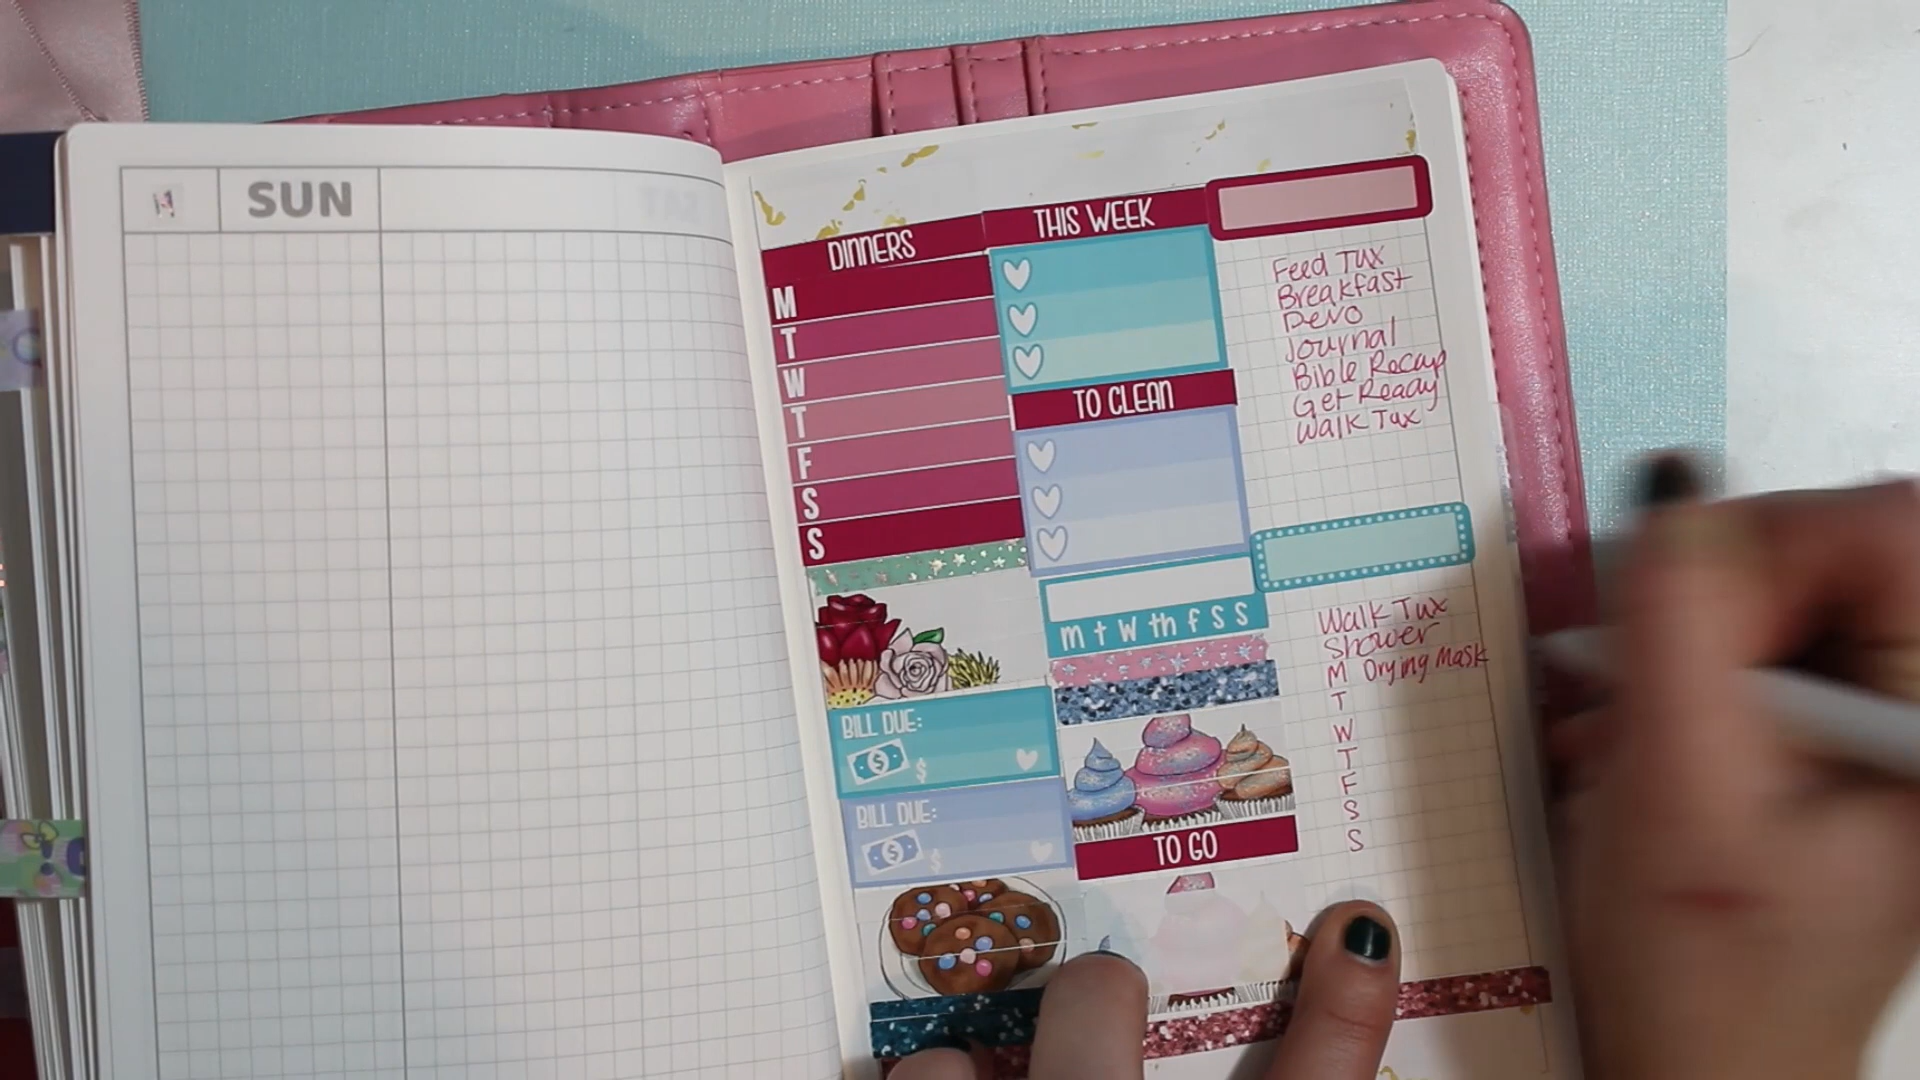 SUN
DINNERS
M
T
W
T
F
S
S
BILL DUE:
$
BILL DUE:
$
THIS WEEK
TO CLEAN
m t w th f s s
TO GO
Feed Tux
Breakfast
Devo
Journal
Bible Recap
Get Ready
Walk Tux
Walk Tux
Shower
M Drying Mask
T
W
T
F
S
S